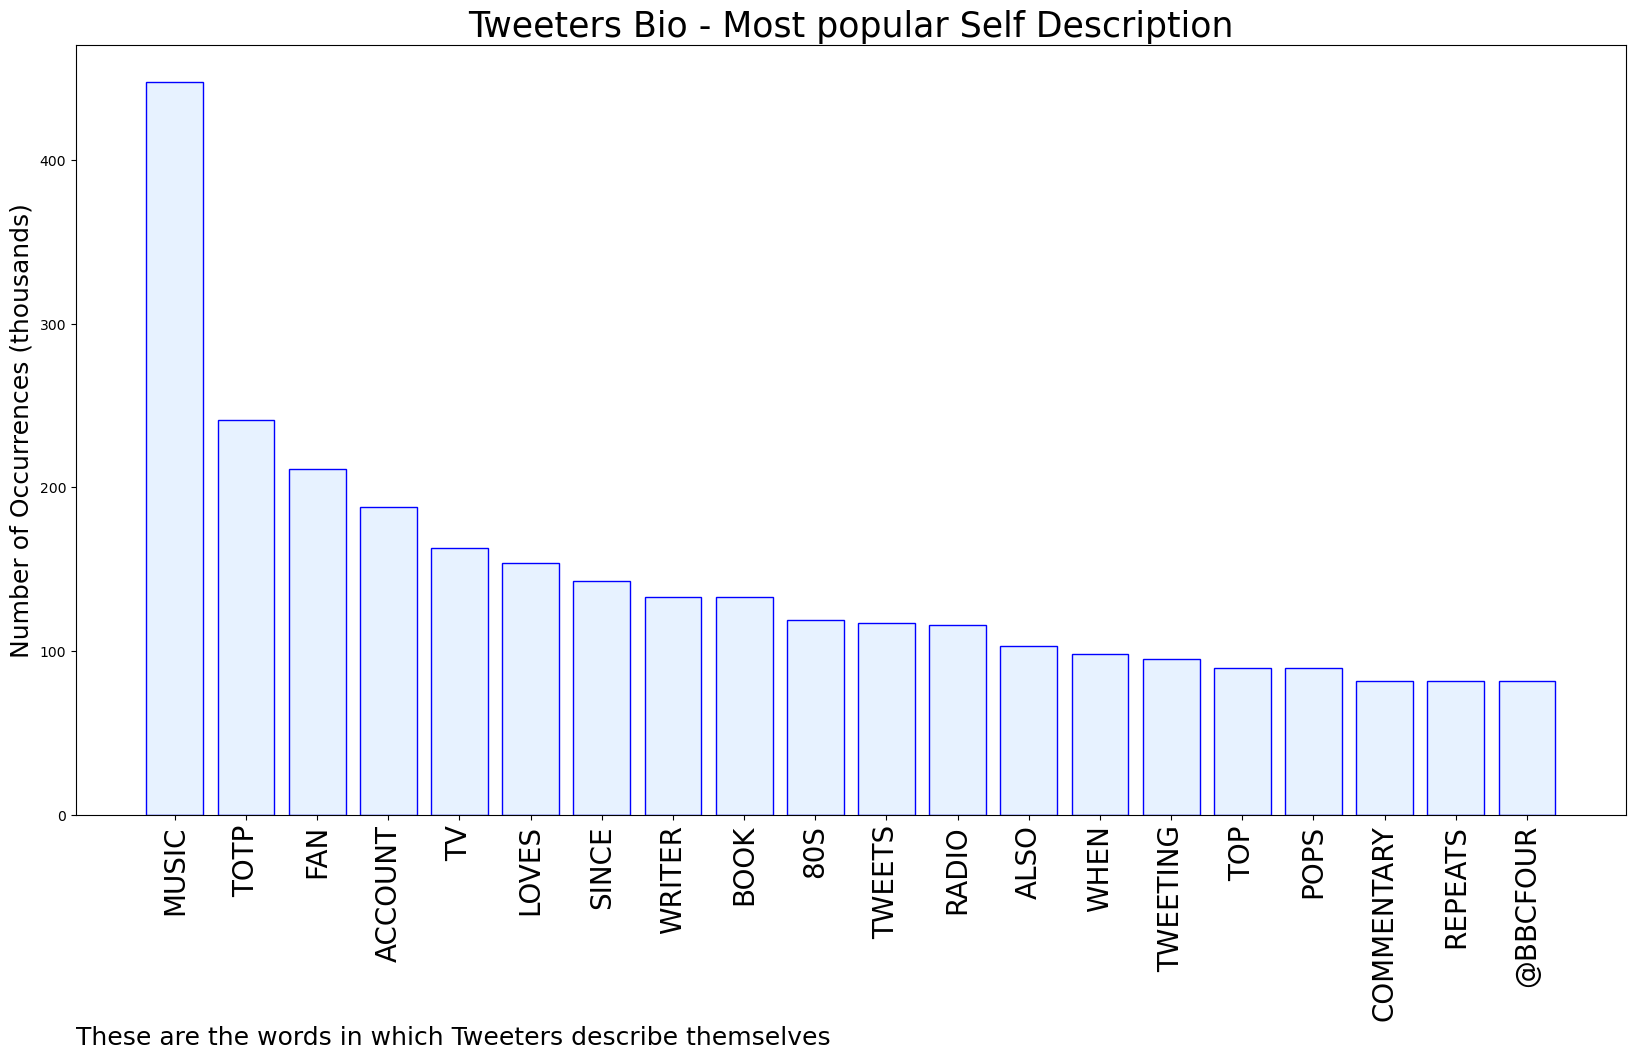 Tweeters Bio - Most popular Self Description
Number of Occurrences (thousands)
400
300
200
100
0
MUSIC
TOTP
FAN
ACCOUNT
TV
LOVES
SINCE
WRITER
BOOK
80S
TWEETS
RADIO
ALSO
WHEN
TWEETING
TOP
POPS
COMMENTARY
REPEATS
@BBCFOUR
These are the words in which Tweeters describe themselves